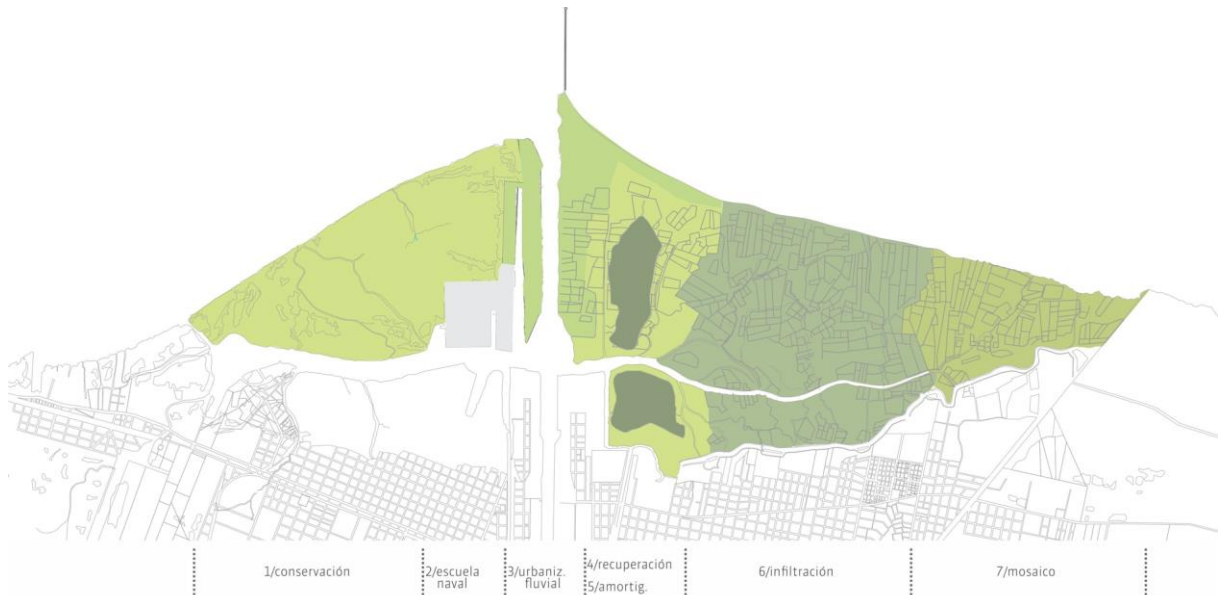 1/conservación
2/escuela
naval
3/urbaniz.
fluvial
4/recuperación
5/amortig.
6/infiltración
7/mosaico